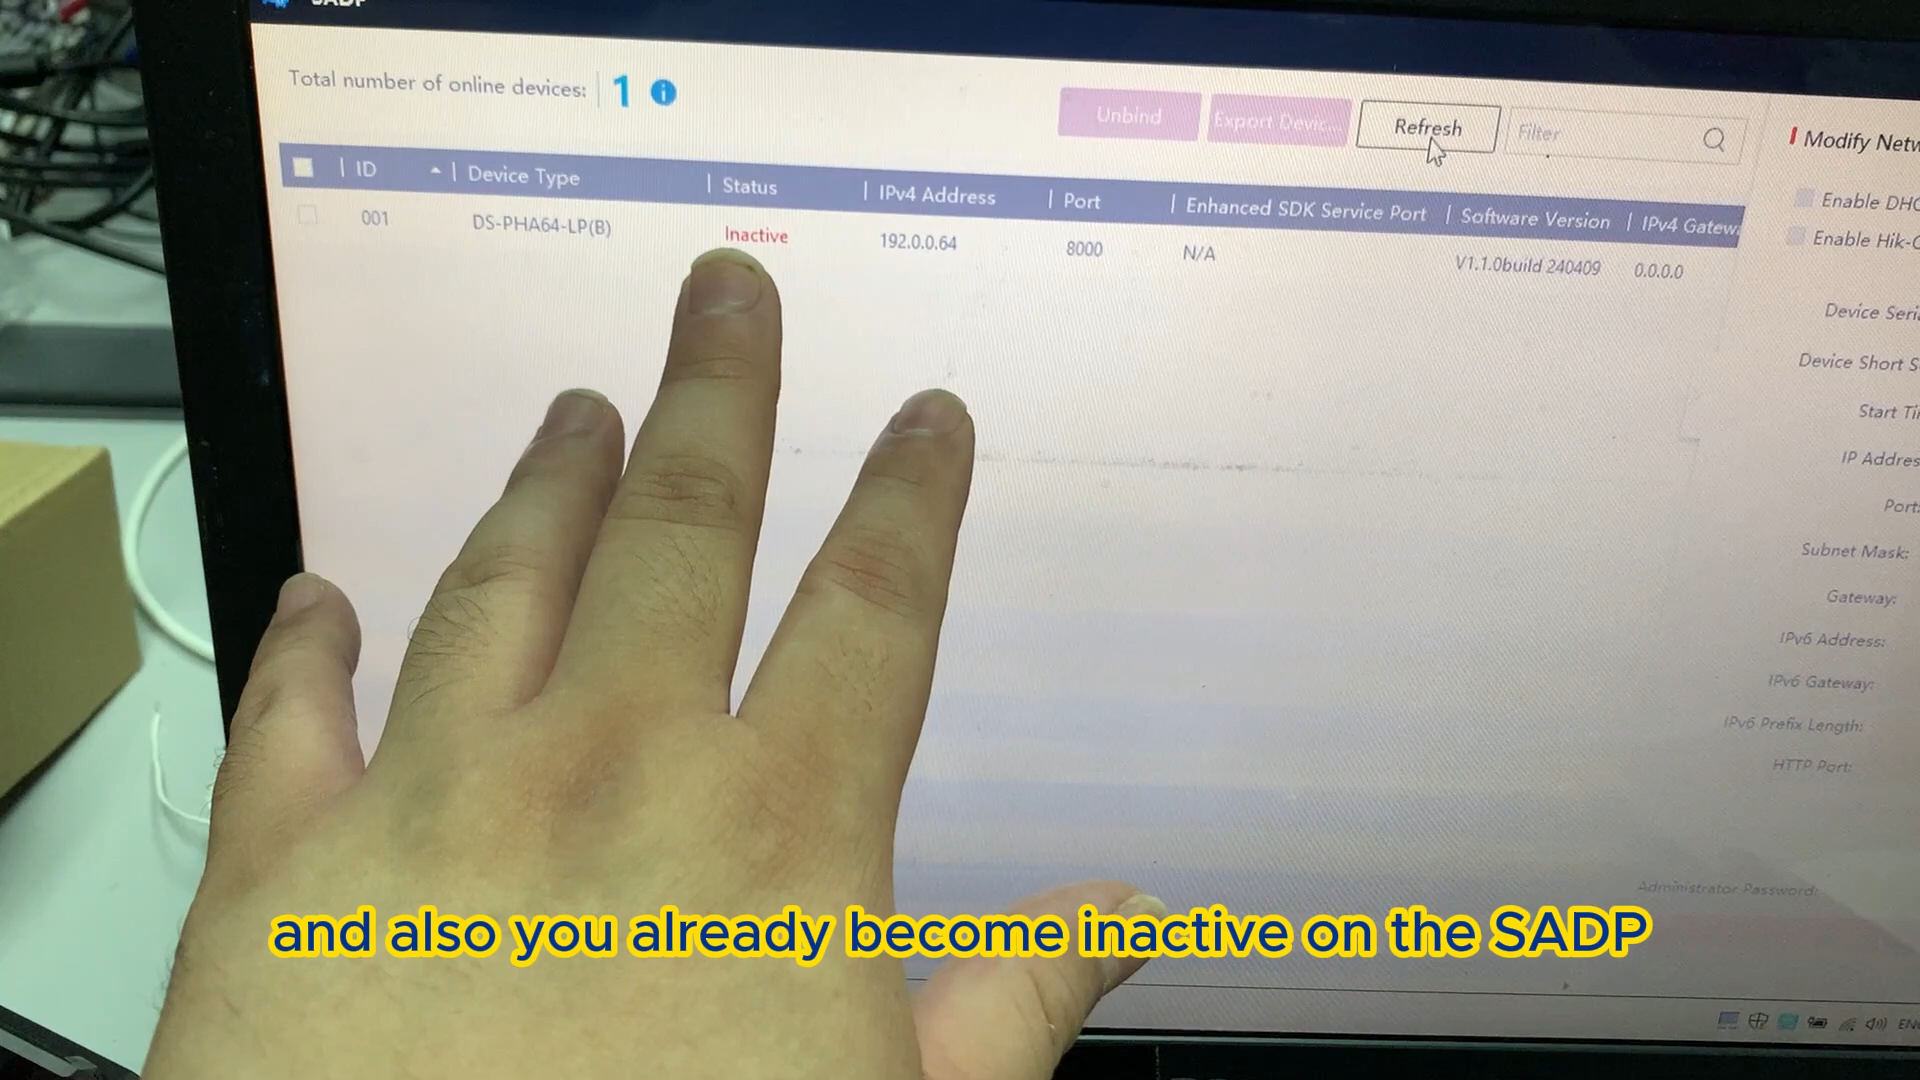 SADP
Total number of online devices: 1
Unbind
Export Devic...
Refresh
Filter
ID
Device Type
Status
IPv4 Address
Port
Enhanced SDK Service Port
Software Version
IPv4 Gatew
001
DS-PHA64-LP(B)
Inactive
192.0.0.64
8000
N/A
V1.1.0build 240409
0.0.0.0
Modify Netw
Enable DHC
Enable Hik-C
Device Seri
Device Short S
Start Ti
IP Addres
Port:
Subnet Mask:
Gateway:
IPv6 Address:
IPv6 Gateway:
IPv6 Prefix Length:
HTTP Port:
Administrator Password:
and also you already become inactive on the SADP
ENG